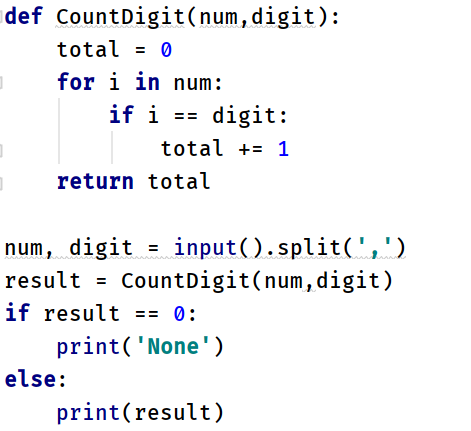 def CountDigit(num,digit):
    total = 0
    for i in num:
        if i == digit:
            total += 1
    return total

num, digit = input().split(',')
result = CountDigit(num,digit)
if result == 0:
    print('None')
else:
    print(result)